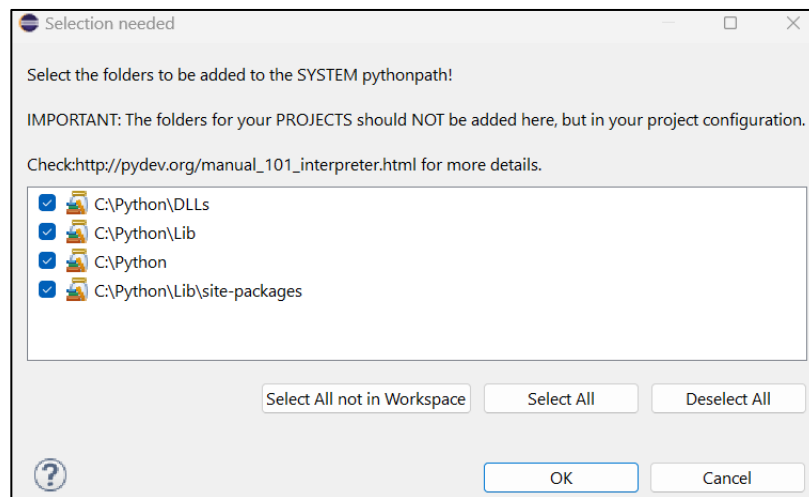 Selection needed
Select the folders to be added to the SYSTEM pythonpath!
IMPORTANT: The folders for your PROJECTS should NOT be added here, but in your project configuration.
Check:http://pydev.org/manual_101_interpreter.html for more details.
C:\Python\DLLs
C:\Python\Lib
C:\Python
C:\Python\Lib\site-packages
Select All not in Workspace Select All Deselect All
? OK Cancel